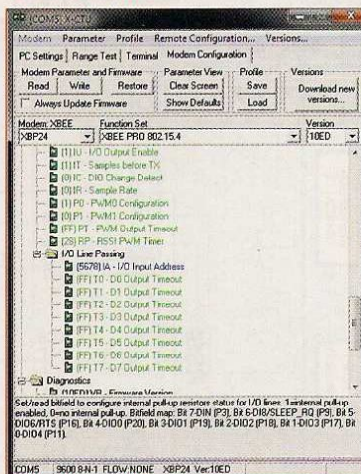 [COM5] X-CTU
Modem Parameter Profile Remote Configuration... Versions...
PC Settings Range Test Terminal Modem Configuration
Modem Parameter and Firmware Parameter View Profile Versions
Read Write Restore Clear Screen Save Download new versions...
Always Update Firmware Show Defaults Load
Modem: XBEE Function Set Version
XBP24 XBEE PRO 802.15.4 10ED
(1) IU - I/O Output Enable
(1) IT - Samples before TX
(0) IC - DIO Change Detect
(0) IR - Sample Rate
(1) P0 - PWM0 Configuration
(0) P1 - PWM1 Configuration
(FF) PT - PWM Output Timeout
(28) RP - RSSI PWM Timer
I/O Line Passing
(5678) IA - I/O Input Address
(FF) T0 - D0 Output Timeout
(FF) T1 - D1 Output Timeout
(FF) T2 - D2 Output Timeout
(FF) T3 - D3 Output Timeout
(FF) T4 - D4 Output Timeout
(FF) T5 - D5 Output Timeout
(FF) T6 - D6 Output Timeout
(FF) T7 - D7 Output Timeout
Diagnostics
(10ED) VR - Firmware Version
Set/read bitfield to configure internal pull-up resistors status for I/O lines. 1=internal pull-up
enabled, 0=no internal pull-up. Bitfield map: Bit 7-DIN (P3), Bit 6-DI8/SLEEP_RQ (P9), Bit 5-
DIO6/RTS (P16), Bit 4-DIO0 (P20), Bit 3-DIO1 (P19), Bit 2-DIO2 (P18), Bit 1-DIO3 (P17), Bit
0-DIO4 (P11).
COM5 9600 8-N-1 FLOW:NONE XBP24 Ver:10ED